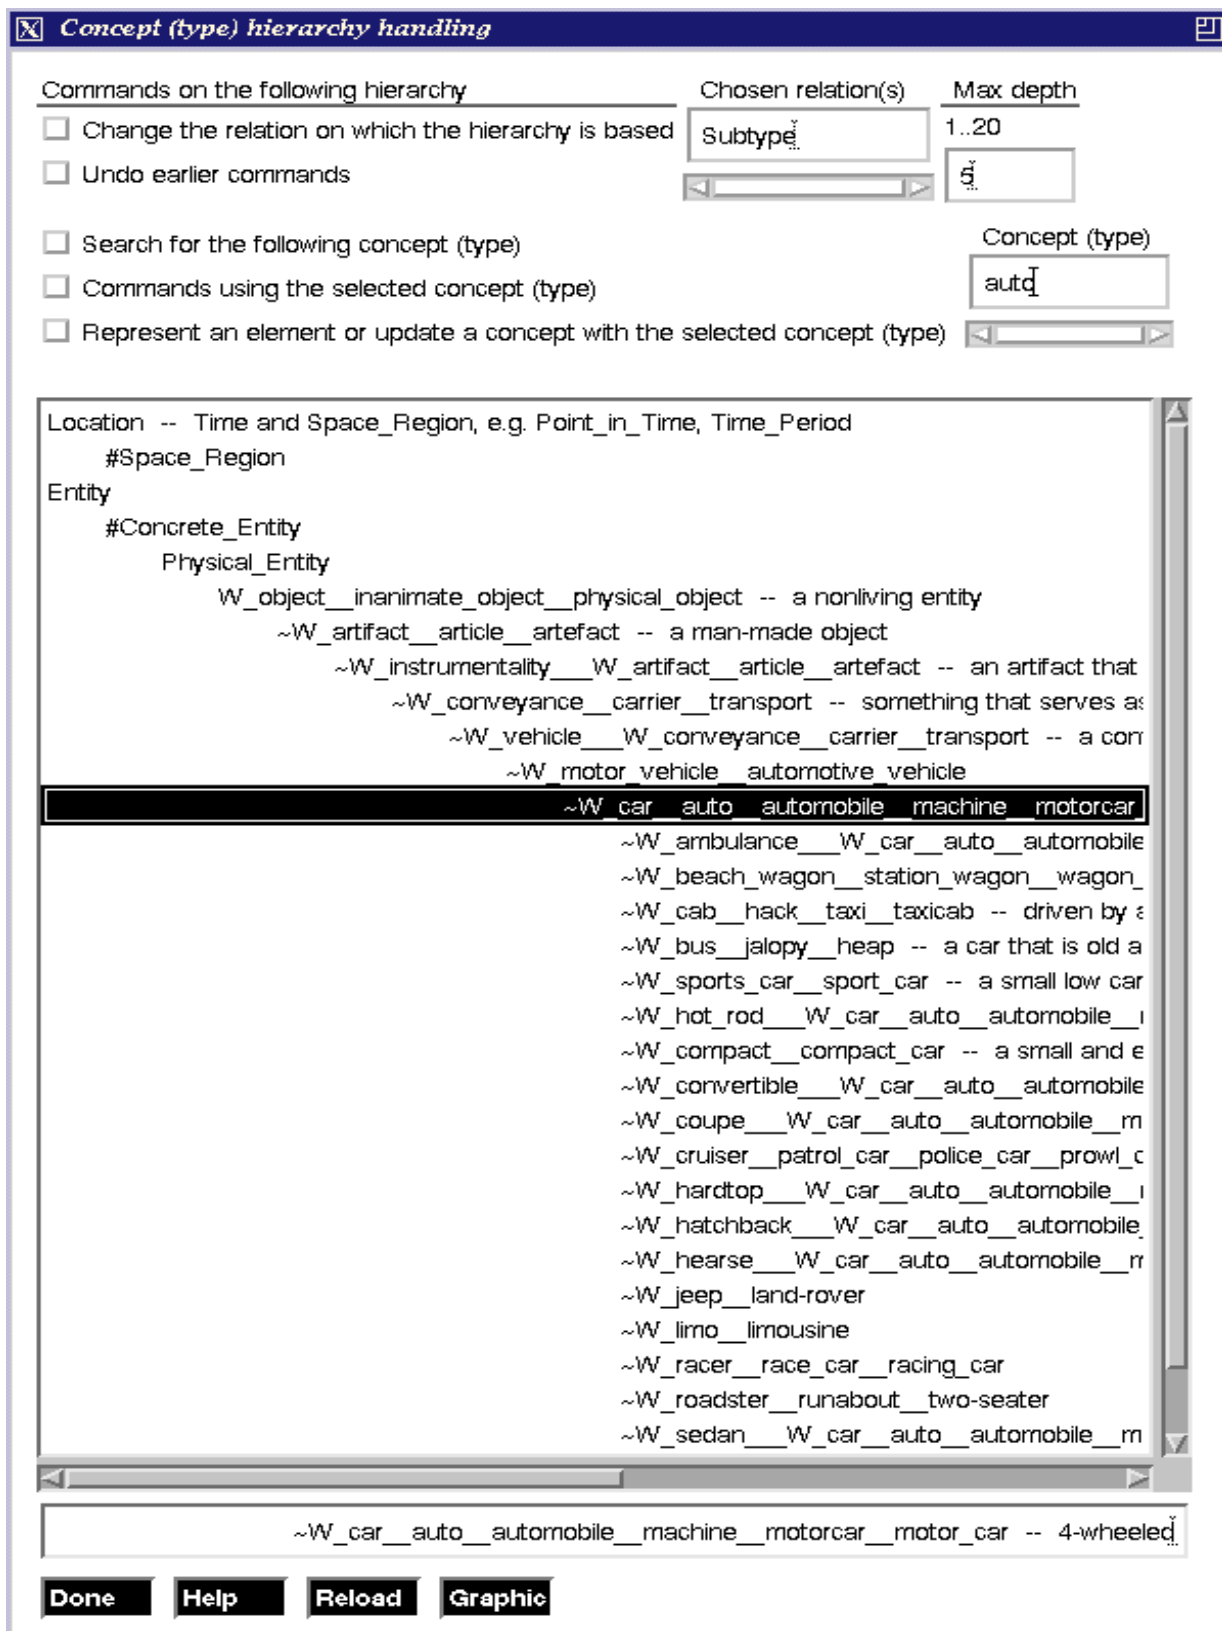 Concept (type) hierarchy handling
Commands on the following hierarchy
Chosen relation(s)
Max depth
Change the relation on which the hierarchy is based
Subtype
1..20
Undo earlier commands
5
Search for the following concept (type)
Concept (type)
Commands using the selected concept (type)
auto
Represent an element or update a concept with the selected concept (type)
Location -- Time and Space_Region, e.g. Point_in_Time, Time_Period
#Space_Region
Entity
#Concrete_Entity
Physical_Entity
W_object__inanimate_object__physical_object -- a nonliving entity
~W_artifact__article__artefact -- a man-made object
~W_instrumentality___W_artifact__article__artefact -- an artifact that
~W_conveyance__carrier__transport -- something that serves as
~W_vehicle___W_conveyance__carrier__transport -- a
~W_motor_vehicle__automotive_vehicle
~W_car__auto__automobile__machine__motorcar_
~W_ambulance___W_car__auto__automobile
~W_beach_wagon__station_wagon__wagon_
~W_cab__hack__taxi__taxicab -- driven by a
~W_bus__jalopy__heap -- a car that is old a
~W_sports_car__sport_car -- a small low car
~W_hot_rod___W_car__auto__automobile__
~W_compact__compact_car -- a small and e
~W_convertible___W_car__auto__automobile
~W_coupe___W_car__auto__automobile__m
~W_cruiser__patrol_car__police_car__prowl_c
~W_hardtop___W_car__auto__automobile__
~W_hatchback___W_car__auto__automobile_
~W_hearse___W_car__auto__automobile__m
~W_jeep__land-rover
~W_limo__limousine
~W_racer__race_car__racing_car
~W_roadster__runabout__two-seater
~W_sedan___W_car__auto__automobile__m
~W_car__auto__automobile__machine__motorcar__motor_car -- 4-wheeled
Done Help Reload Graphic